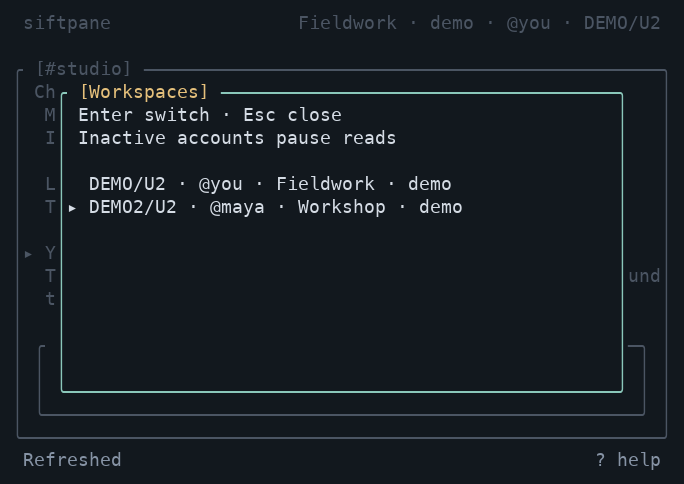 siftpane Fieldwork · demo · @you · DEMO/U2
[#studio]
Ch [Workspaces]
M Enter switch · Esc close
I Inactive accounts pause reads
L DEMO/U2 · @you · Fieldwork · demo
T ▸ DEMO2/U2 · @maya · Workshop · demo
▸ Y
T und
t
Refreshed ? help